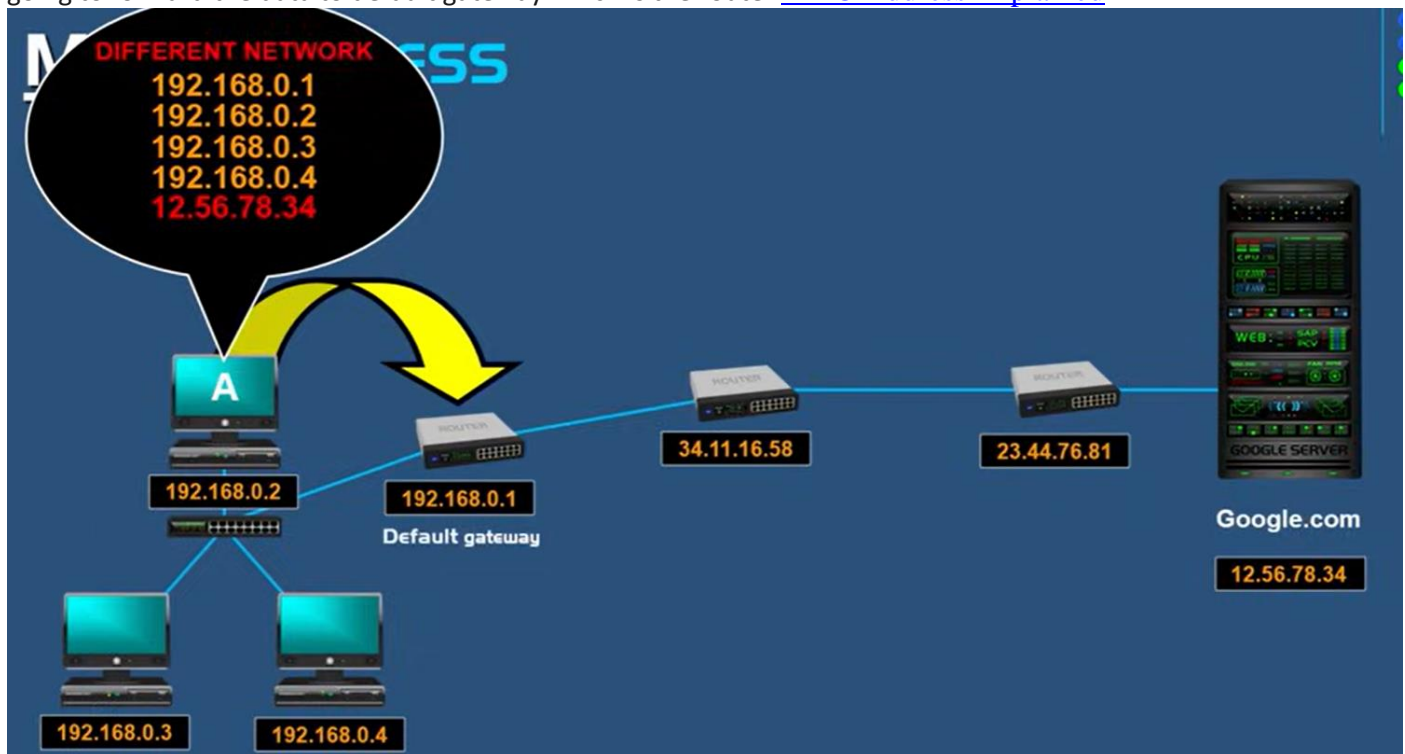 DIFFERENT NETWORK
192.168.0.1
192.168.0.2
192.168.0.3
192.168.0.4
12.56.78.34
M
ESS
A
ROUTER
ROUTER
ROUTER
34.11.16.58
23.44.76.81
192.168.0.2
192.168.0.1
Default gateway
CPU
WEB:
SAP
GOOGLE SERVER
Google.com
12.56.78.34
192.168.0.3
192.168.0.4